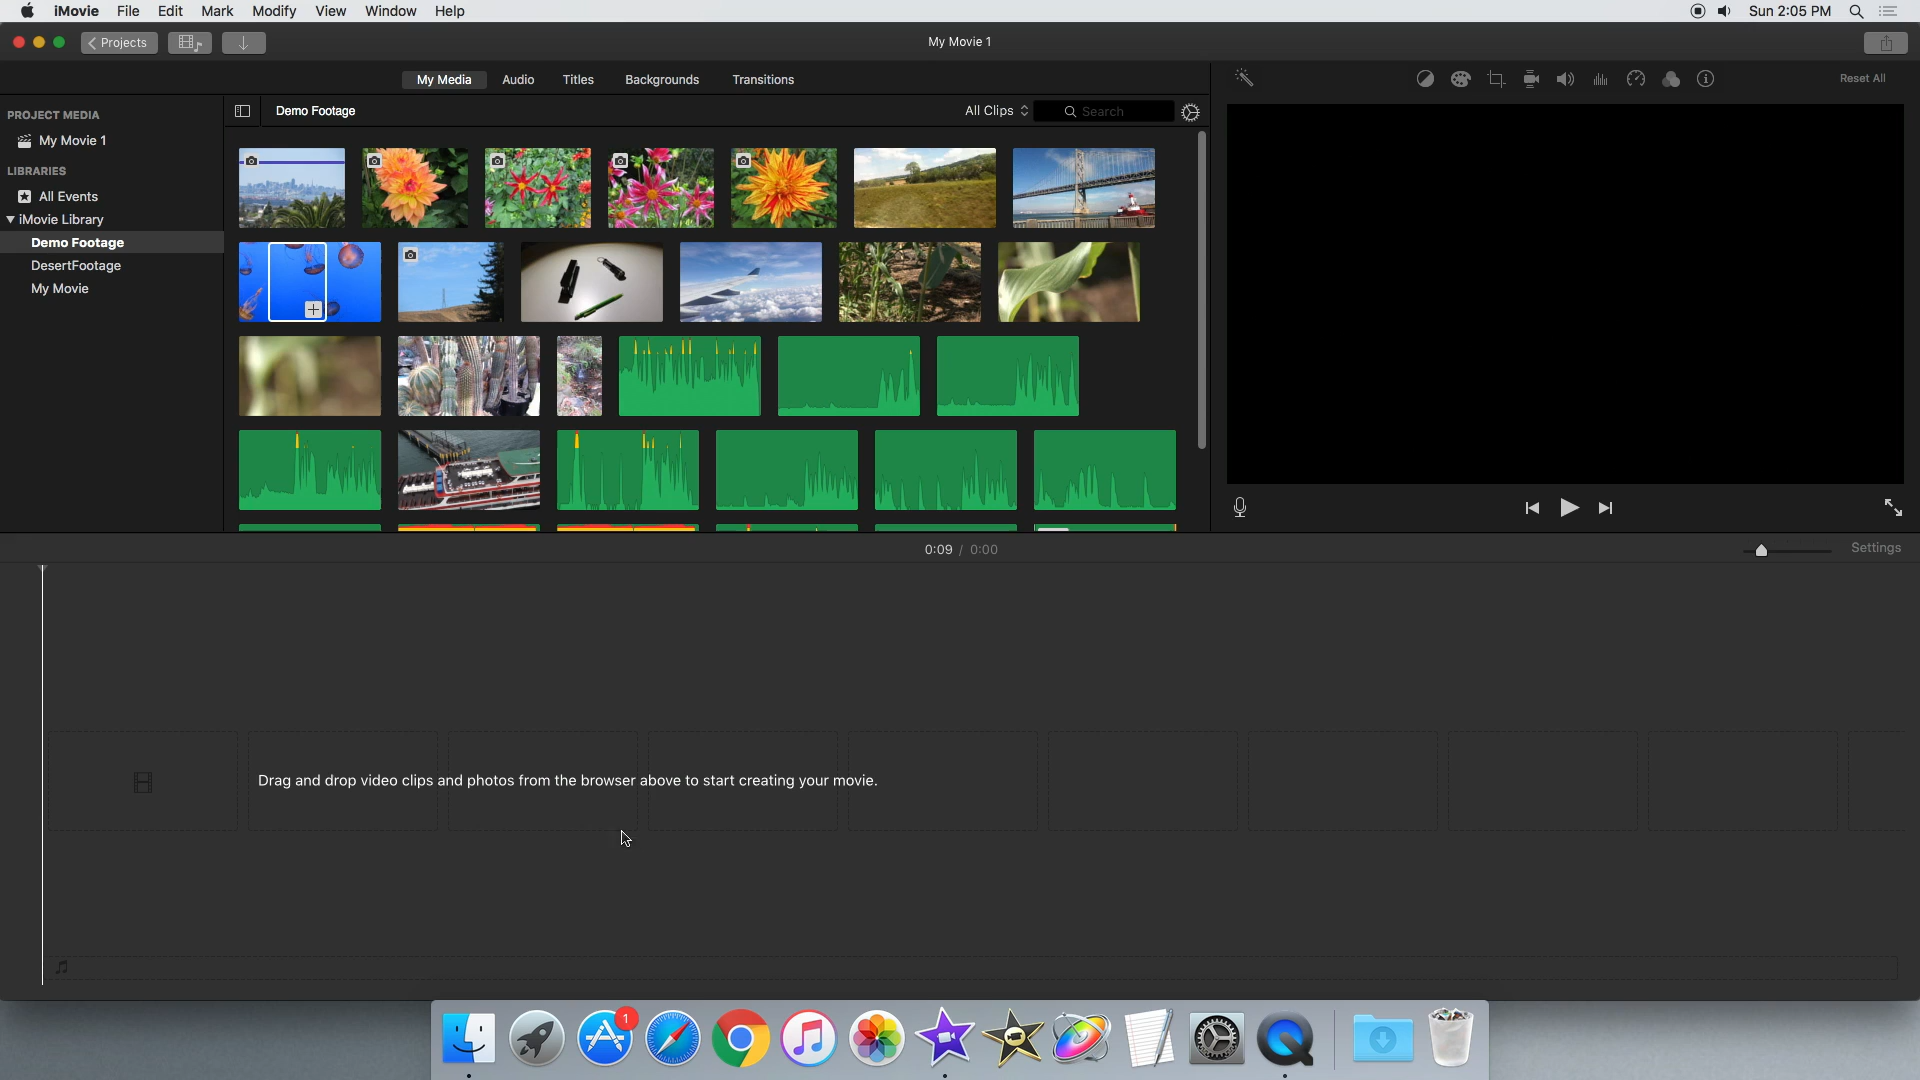 iMovie File Edit Mark Modify View Window Help Sun 2:05 PM
Projects My Movie 1
My Media Audio Titles Backgrounds Transitions Reset All
PROJECT MEDIA Demo Footage All Clips Search
My Movie 1
LIBRARIES
All Events
iMovie Library
Demo Footage
DesertFootage
My Movie
0:09 / 0:00 Settings
Drag and drop video clips and photos from the browser above to start creating your movie.
1